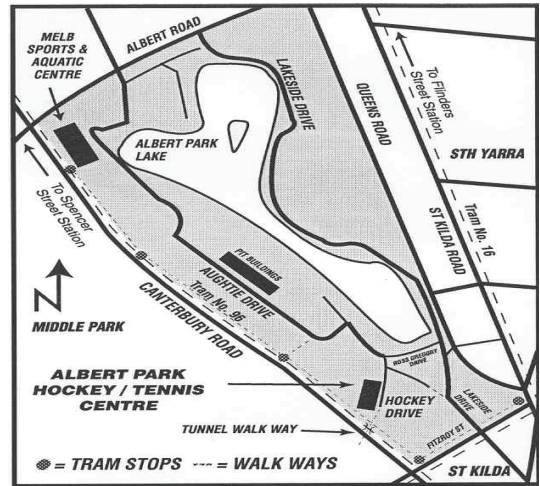 MELB
SPORTS &
AQUATIC
CENTRE
ALBERT ROAD
LAKESIDE DRIVE
QUEENS ROAD
To Flinders
Street Station
ALBERT PARK
LAKE
STH YARRA
To Spencer
Street Station
ST KILDA ROAD
Tram No. 16
PIT BUILDINGS
AUGHTIE DRIVE
Tram No. 96
CANTERBURY ROAD
N
MIDDLE PARK
ROSS GREGORY
DRIVE
ALBERT PARK
HOCKEY / TENNIS
CENTRE
HOCKEY
DRIVE
LAKESIDE
DRIVE
TUNNEL WALK WAY
FITZROY ST
= TRAM STOPS --- = WALK WAYS
ST KILDA